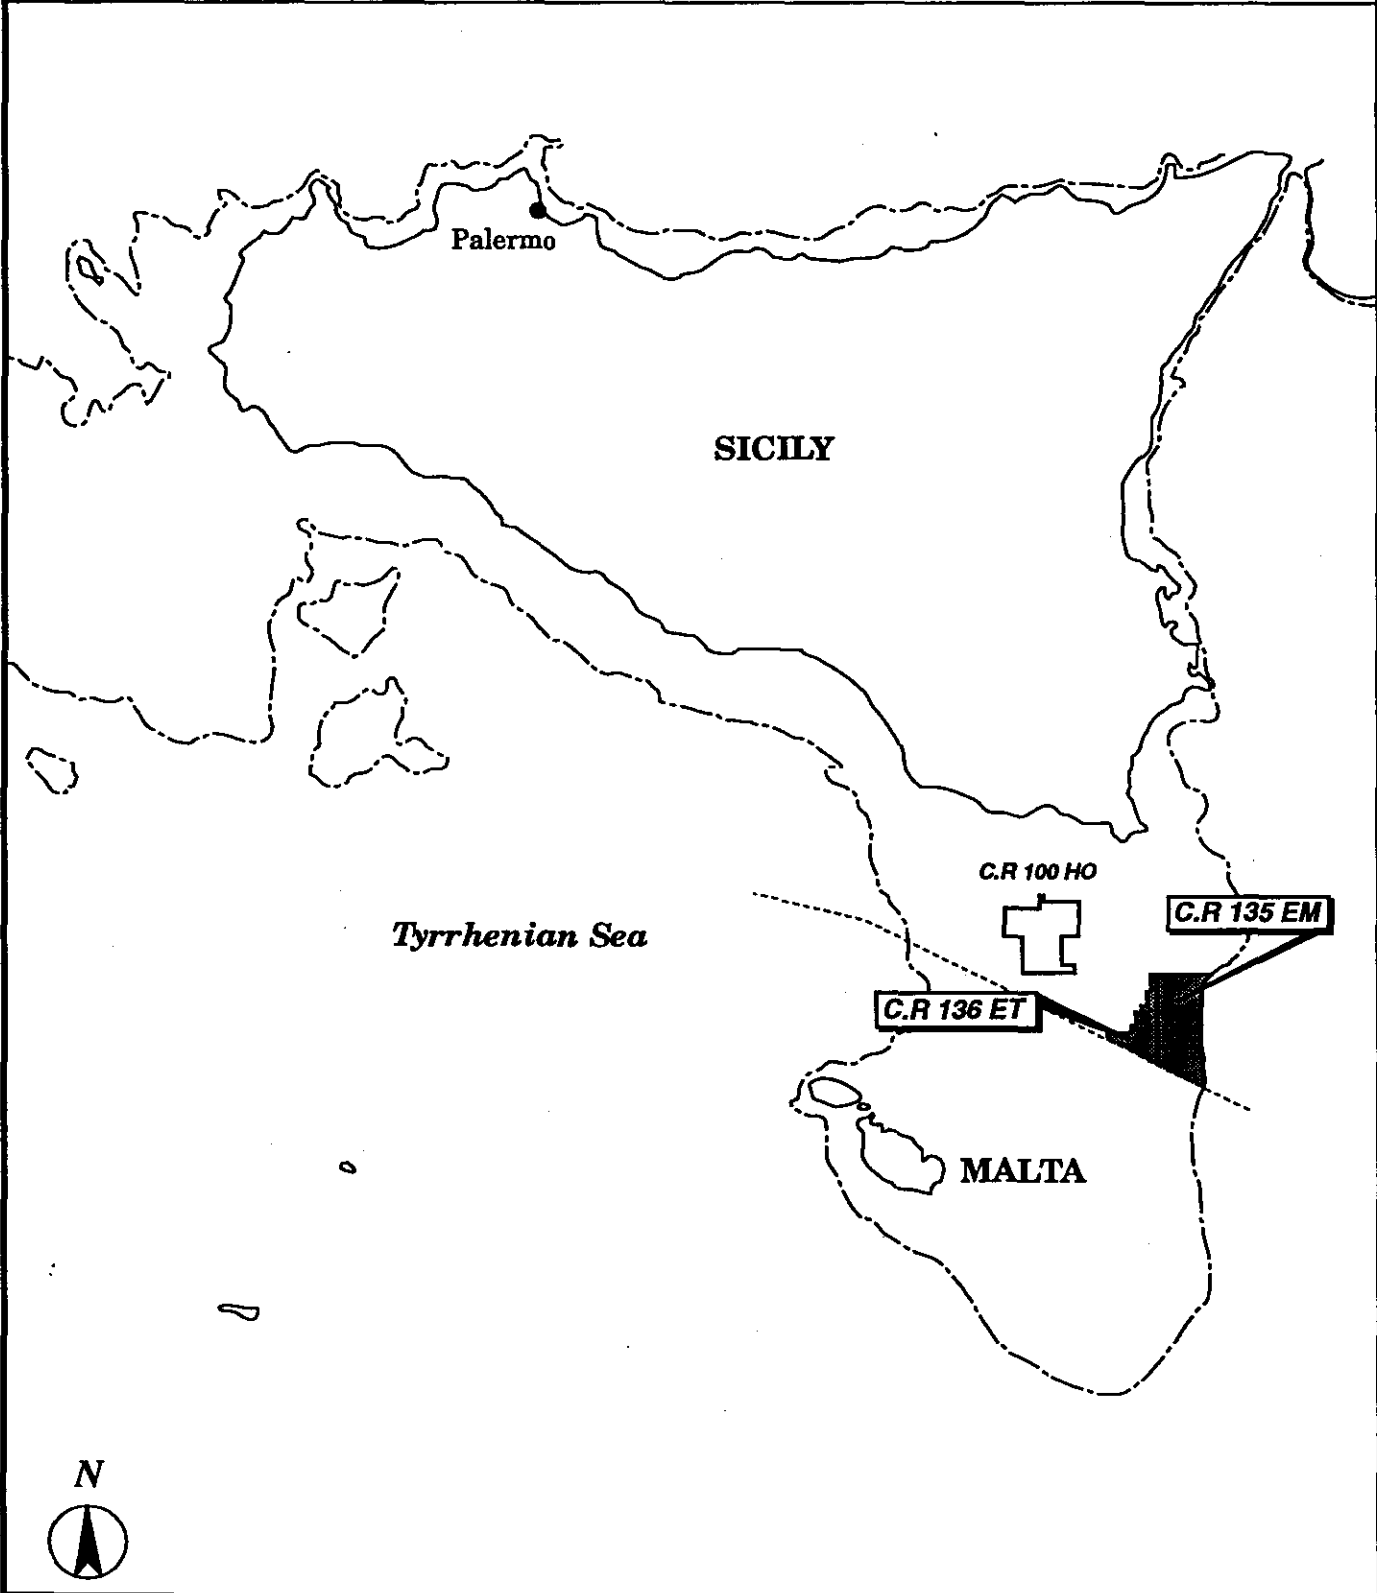 Palermo
SICILY
C.R 100 HO
C.R 135 EM
Tyrrhenian Sea
C.R 136 ET
MALTA
N